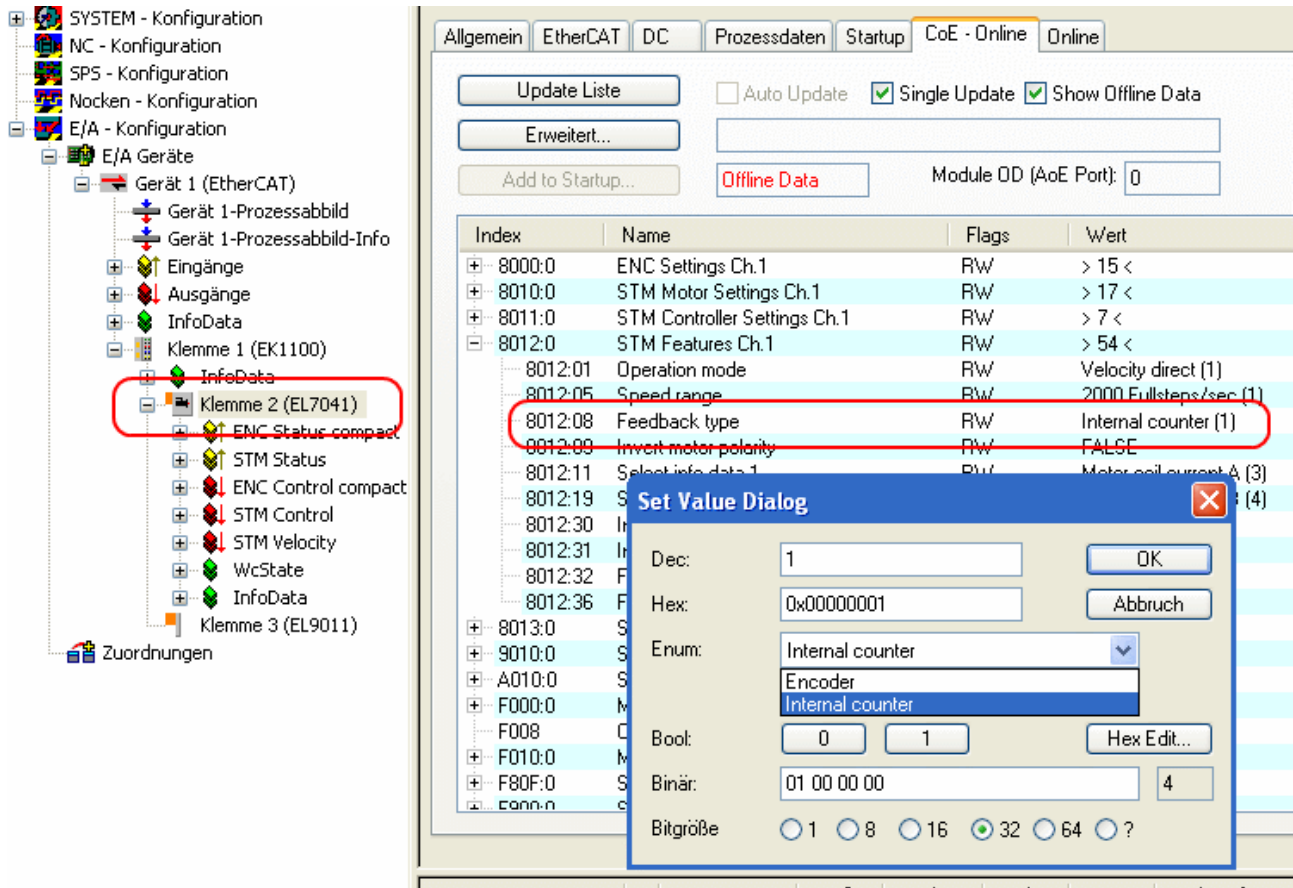 SYSTEM - Konfiguration
NC - Konfiguration
SPS - Konfiguration
Nocken - Konfiguration
E/A - Konfiguration
E/A Geräte
Gerät 1 (EtherCAT)
Gerät 1-Prozessabbild
Gerät 1-Prozessabbild-Info
Eingänge
Ausgänge
InfoData
Klemme 1 (EK1100)
InfoData
Klemme 2 (EL7041)
ENC Status compact
STM Status
ENC Control compact
STM Control
STM Velocity
WcState
InfoData
Klemme 3 (EL9011)
Zuordnungen
Allgemein EtherCAT DC Prozessdaten Startup CoE - Online Online
Update Liste Auto Update Single Update Show Offline Data
Erweitert...
Add to Startup... Offline Data Module OD (AoE Port): 0
Index Name Flags Wert
8000:0 ENC Settings Ch.1 RW > 15 <
8010:0 STM Motor Settings Ch.1 RW > 17 <
8011:0 STM Controller Settings Ch.1 RW > 7 <
8012:0 STM Features Ch.1 RW > 54 <
8012:01 Operation mode RW Velocity direct (1)
8012:05 Speed range RW 2000 Fullsteps/sec (1)
8012:08 Feedback type RW Internal counter (1)
8012:09 Invert motor polarity RW FALSE
8012:11 Select info data 1 RW Motor coil current A (3)
8012:19 S (4)
8012:30
8012:31
8012:32 F
8012:36 F
8013:0 S
9010:0 S
A010:0 S
F000:0 M
F008 C
F010:0 M
F80F:0 S
F900:0 S
Set Value Dialog
Dec: 1 OK
Hex: 0x00000001 Abbruch
Enum: Internal counter
Encoder
Internal counter
Bool: 0 1 Hex Edit...
Binär: 01 00 00 00 4
Bitgröße 1 8 16 32 64 ?